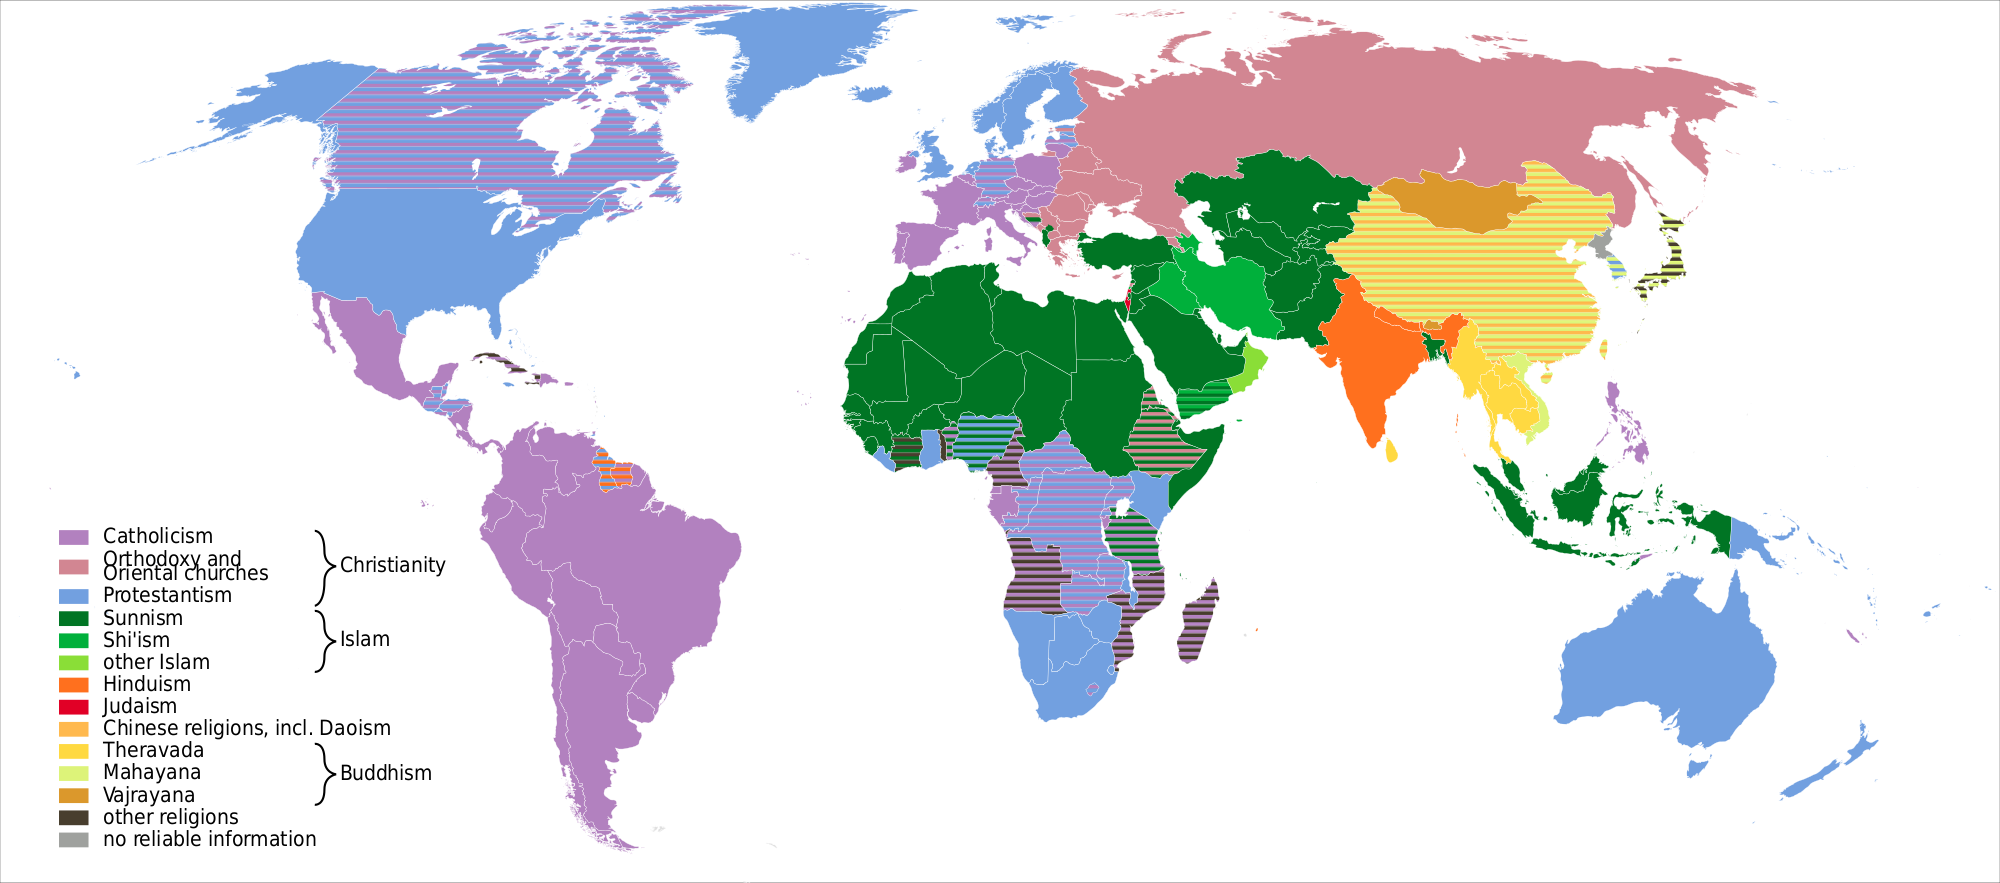 Catholicism
Orthodoxy and
Oriental churches
Christianity
Protestantism
Sunnism
Shi'ism
Islam
other Islam
Hinduism
Judaism
Chinese religions, incl. Daoism
Theravada
Mahayana
Buddhism
Vajrayana
other religions
no reliable information